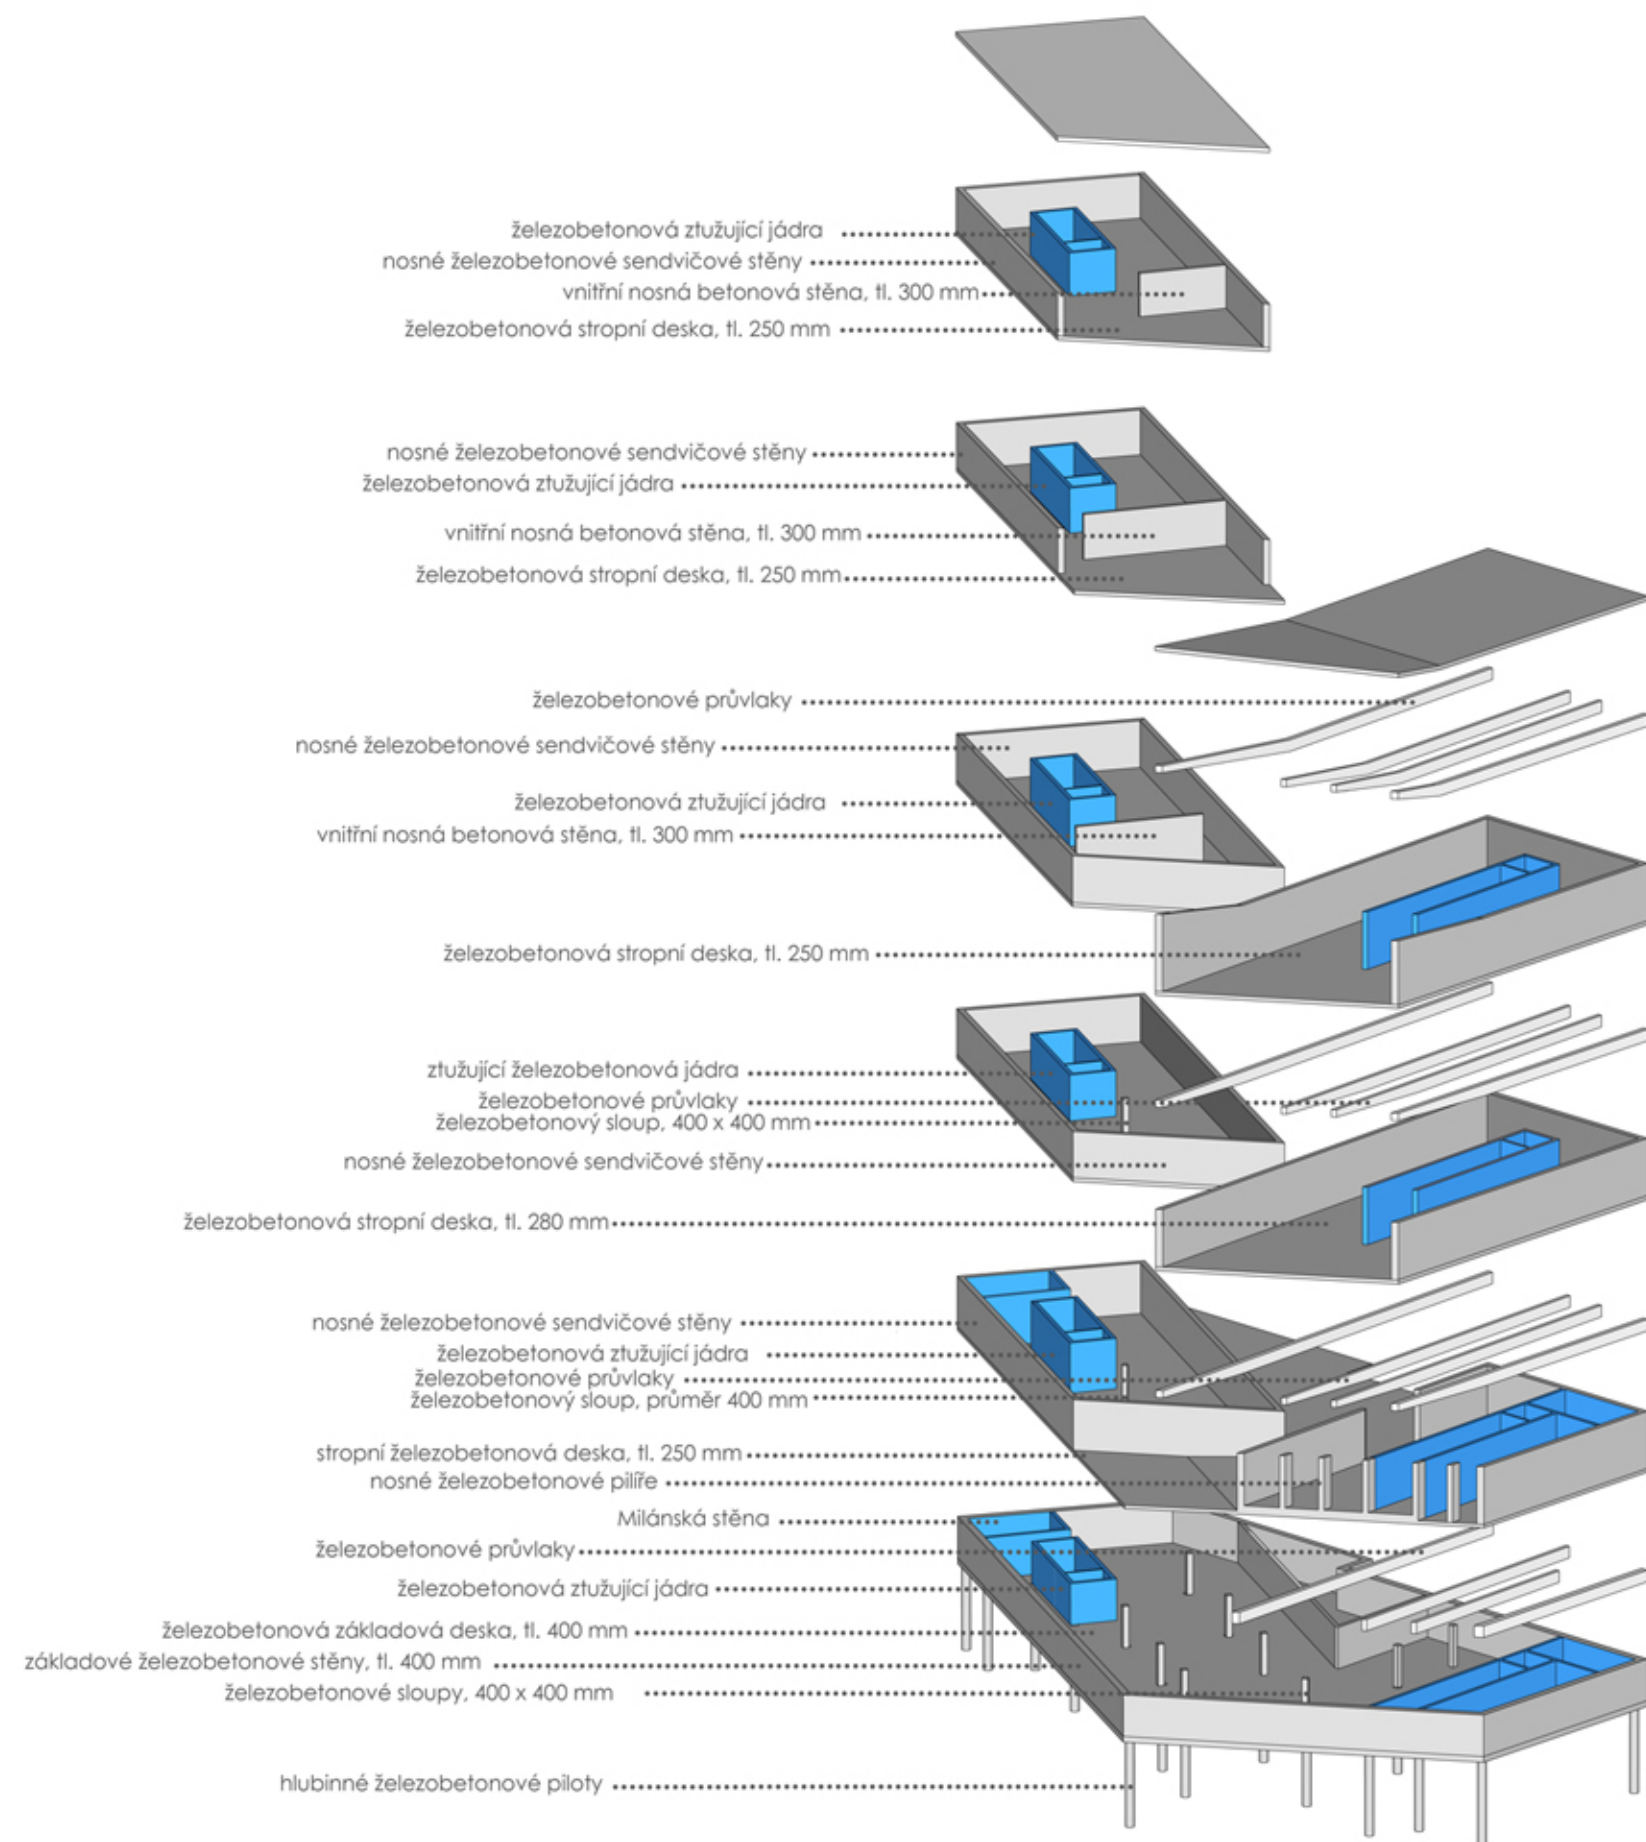 železobetonová ztužující jádra
nosné železobetonové sendvičové stěny
vnitřní nosná betonová stěna, tl. 300 mm
železobetonová stropní deska, tl. 250 mm
nosné železobetonové sendvičové stěny
železobetonová ztužující jádra
vnitřní nosná betonová stěna, tl. 300 mm
železobetonová stropní deska, tl. 250 mm
železobetonové průvlaky
nosné železobetonové sendvičové stěny
železobetonová ztužující jádra
vnitřní nosná betonová stěna, tl. 300 mm
železobetonová stropní deska, tl. 250 mm
ztužující železobetonová jádra
železobetonové průvlaky
železobetonový sloup, 400 x 400 mm
nosné železobetonové sendvičové stěny
železobetonová stropní deska, tl. 280 mm
nosné železobetonové sendvičové stěny
železobetonová ztužující jádra
železobetonové průvlaky
železobetonový sloup, průměr 400 mm
stropní železobetonová deska, tl. 250 mm
nosné železobetonové pilíře
Milánská stěna
železobetonové průvlaky
železobetonová ztužující jádra
železobetonová základová deska, tl. 400 mm
základové železobetonové stěny, tl. 400 mm
železobetonové sloupy, 400 x 400 mm
hlubinné železobetonové piloty